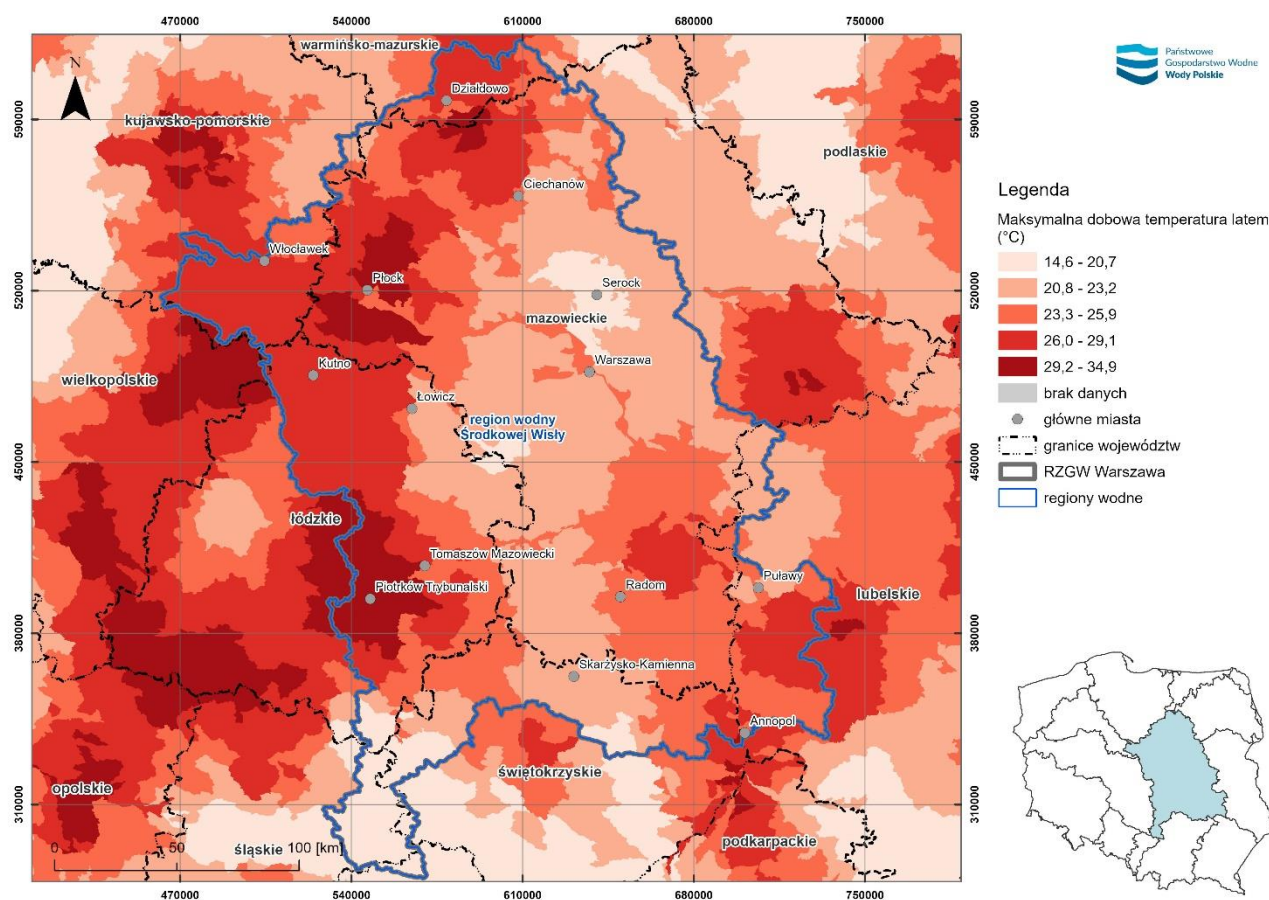 470000 540000 610000 680000 750000
warmińsko-mazurskie
N
Działdowo
590000 590000
kujawsko-pomorskie
podlaskie
Ciechanów
Włocławek
Płock
Serock
520000 520000
mazowieckie
Warszawa
wielkopolskie
Kutno
Łowicz
region wodny
Środkowej Wisły
450000 450000
łódzkie
Tomaszów Mazowiecki
Piotrków Trybunalski
Radom
Puławy
lubelskie
380000 380000
Skarżysko-Kamienna
Annopol
świętokrzyskie
opolskie
310000 310000
podkarpackie
śląskie
0 50 100 [km]
470000 540000 610000 680000 750000
Państwowe
Gospodarstwo Wodne
Wody Polskie
Legenda
Maksymalna dobowa temperatura latem
(°C)
14,6 - 20,7
20,8 - 23,2
23,3 - 25,9
26,0 - 29,1
29,2 - 34,9
brak danych
główne miasta
granice województw
RZGW Warszawa
regiony wodne